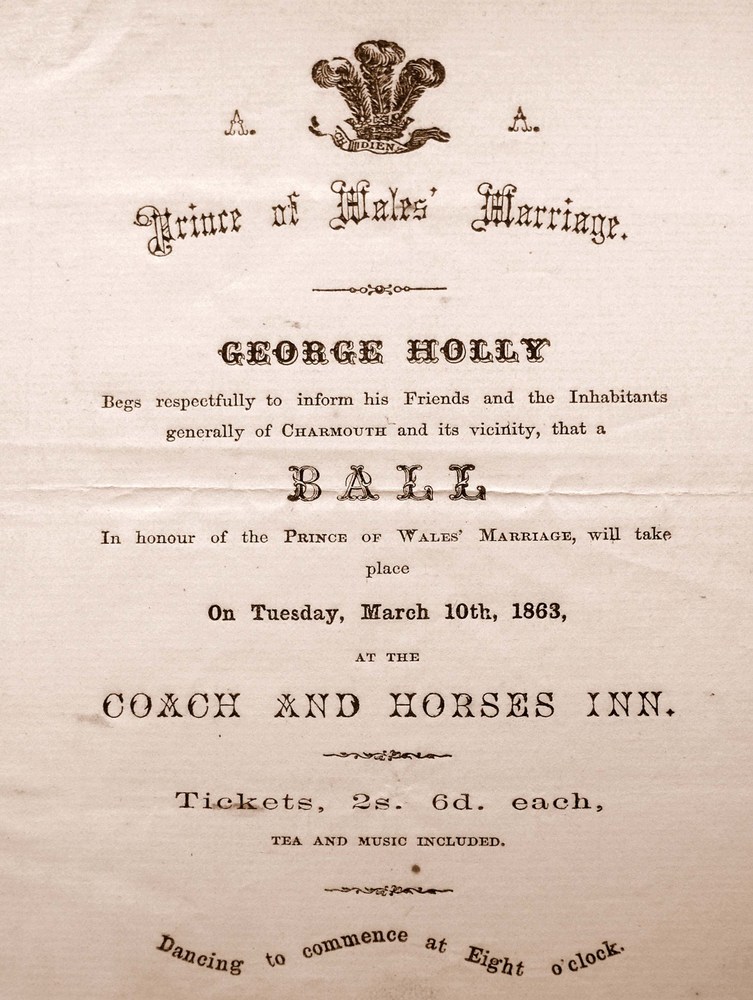 A. A.
DIEN
Prince of Wales' Marriage.
GEORGE HOLLY
Begs respectfully to inform his Friends and the Inhabitants
generally of CHARMOUTH and its vicinity, that a
BALL
In honour of the PRINCE OF WALES' MARRIAGE, will take
place
On Tuesday, March 10th, 1863,
AT THE
COACH AND HORSES INN.
Tickets, 2s. 6d. each,
TEA AND MUSIC INCLUDED.
Dancing to commence at Eight o'clock.